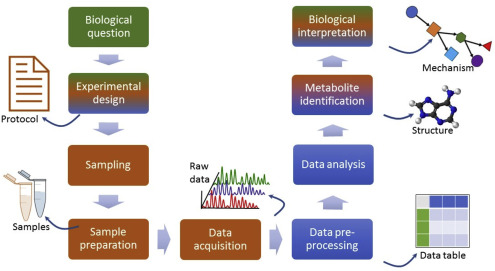 Biological
question
Experimental
design
Protocol
Sampling
Samples
Sample
preparation
Raw
data
Data
acquisition
Data pre-
processing
Data table
Data analysis
Metabolite
identification
Structure
Biological
interpretation
Mechanism